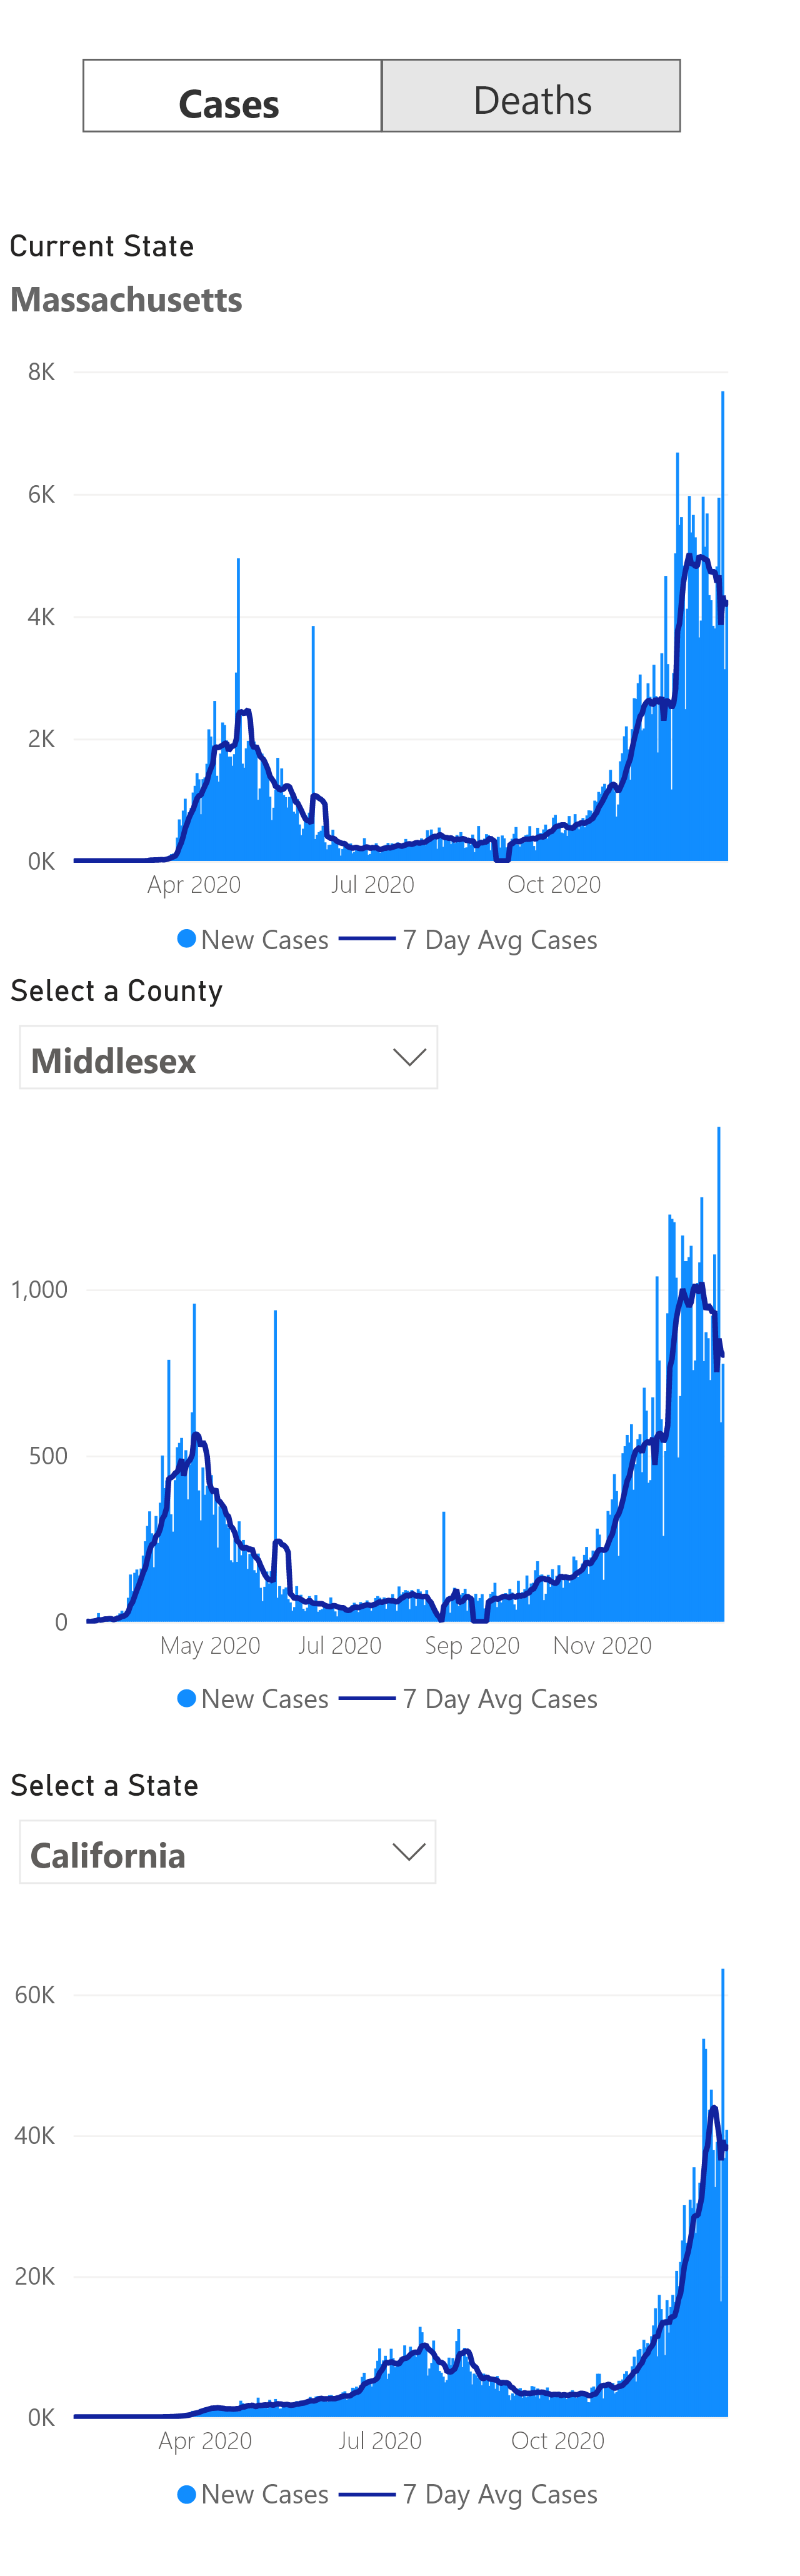 Cases Deaths
Current State
Massachusetts
8K
6K
4K
2K
0K
Apr 2020 Jul 2020 Oct 2020
New Cases 7 Day Avg Cases
Select a County
Middlesex
1,000
500
0
May 2020 Jul 2020 Sep 2020 Nov 2020
New Cases 7 Day Avg Cases
Select a State
California
60K
40K
20K
0K
Apr 2020 Jul 2020 Oct 2020
New Cases 7 Day Avg Cases